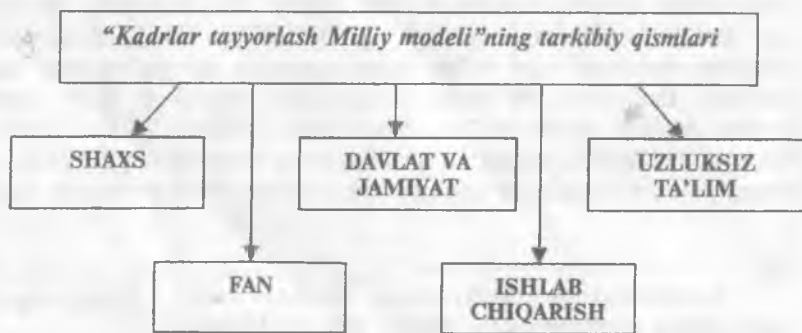 “Kadrlar tayyorlash Milliy modeli”ning tarkibiy qismlari
SHAXS
DAVLAT VA
JAMIYAT
UZLUKSIZ
TA’LIM
FAN
ISHLAB
CHIQARISH